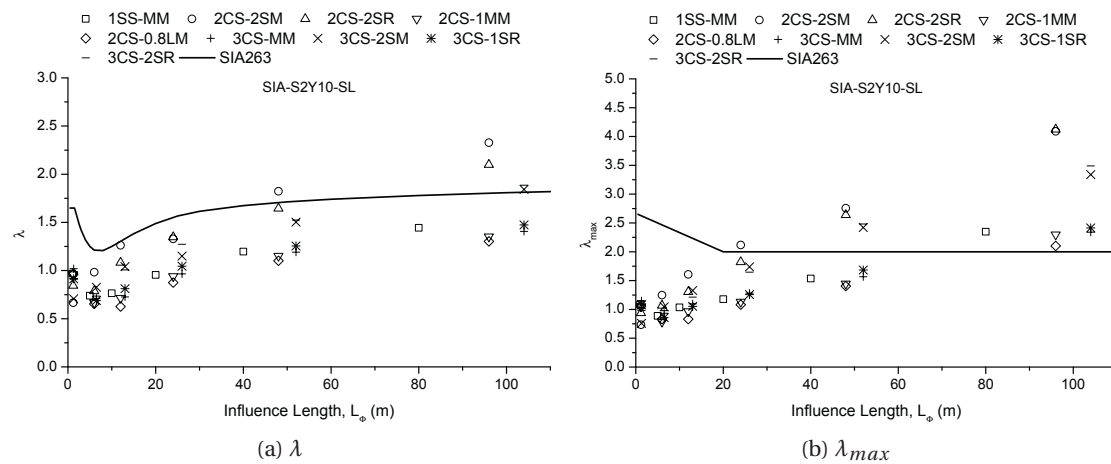 1SS-MM 2CS-2SM 2CS-2SR 2CS-1MM
2CS-0.8LM 3CS-MM 3CS-2SM 3CS-1SR
3CS-2SR SIA263
SIA-S2Y10-SL
3.0
2.5
2.0
1.5
1.0
0.5
0.0
λ
0 20 40 60 80 100
Influence Length, LΦ (m)
(a) λ
1SS-MM 2CS-2SM 2CS-2SR 2CS-1MM
2CS-0.8LM 3CS-MM 3CS-2SM 3CS-1SR
3CS-2SR SIA263
SIA-S2Y10-SL
5.0
4.5
4.0
3.5
3.0
2.5
2.0
1.5
1.0
0.5
0.0
λmax
0 20 40 60 80 100
Influence Length, LΦ (m)
(b) λmax